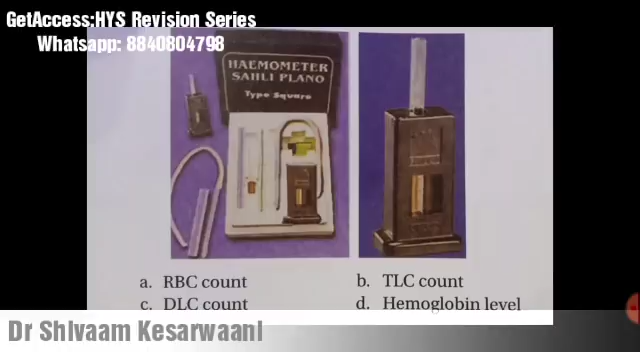 GetAccess:HYS Revision Series
Whatsapp: 8840804798
HAEMOMETER
SAHLI PLANO
Type Square
a. RBC count
b. TLC count
c. DLC count
d. Hemoglobin level
Dr Shivaam Kesarwaani